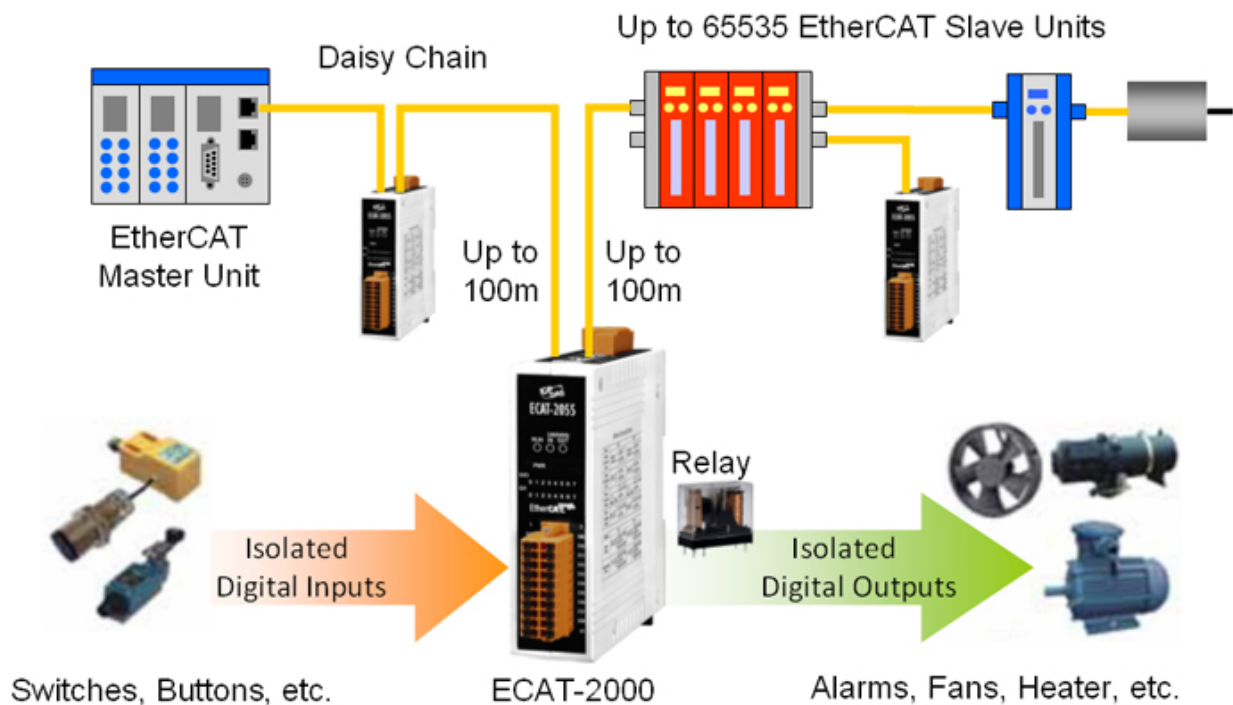 Up to 65535 EtherCAT Slave Units
Daisy Chain
EtherCAT
Master Unit
Up to
100m
Up to
100m
ECAT-2055
Relay
EtherCAT
Isolated
Digital Inputs
Isolated
Digital Outputs
Switches, Buttons, etc.
ECAT-2000
Alarms, Fans, Heater, etc.